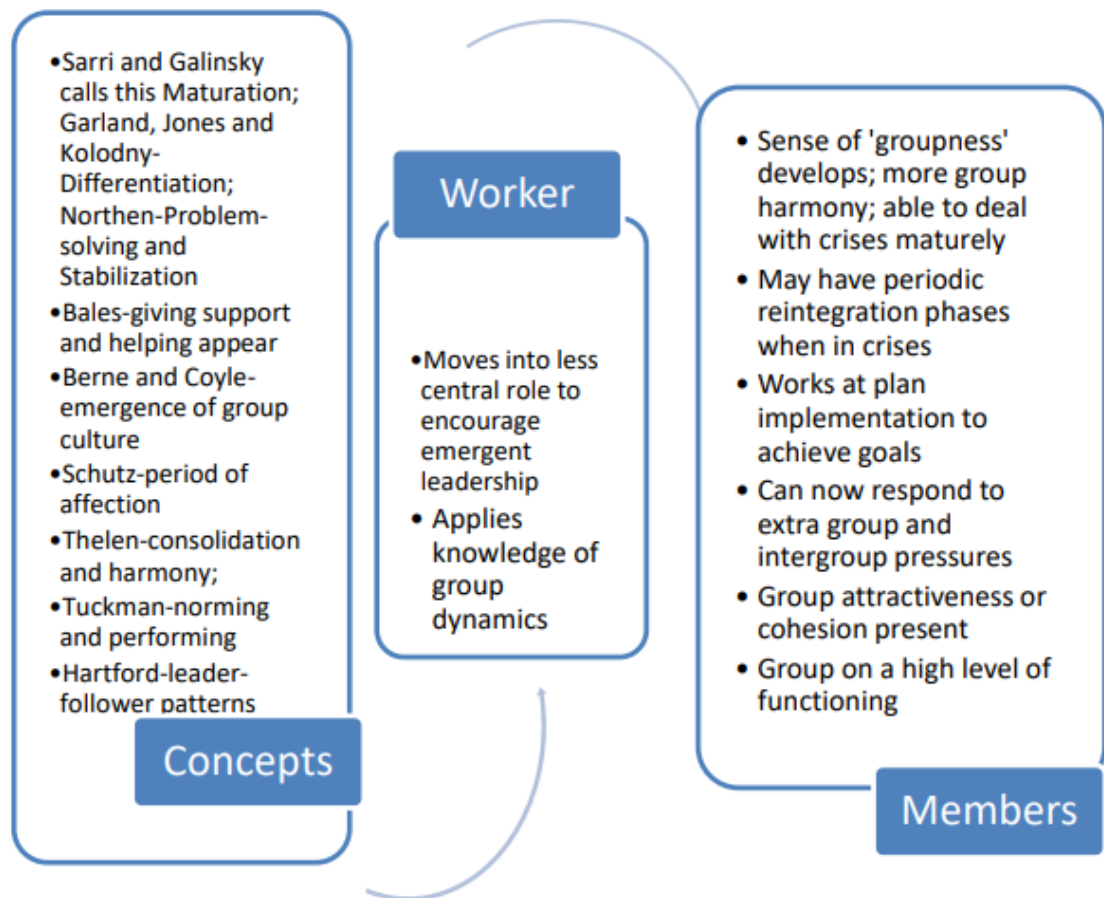 •Sarri and Galinsky
calls this Maturation;
Garland, Jones and
Kolodny-
Differentiation;
Northen-Problem-
solving and
Stabilization
•Bales-giving support
and helping appear
•Berne and Coyle-
emergence of group
culture
•Schutz-period of
affection
•Thelen-consolidation
and harmony;
•Tuckman-norming
and performing
•Hartford-leader-
follower patterns
Concepts
Worker
•Moves into less
central role to
encourage
emergent
leadership
• Applies
knowledge of
group
dynamics
• Sense of 'groupness'
develops; more group
harmony; able to deal
with crises maturely
• May have periodic
reintegration phases
when in crises
• Works at plan
implementation to
achieve goals
• Can now respond to
extra group and
intergroup pressures
• Group attractiveness or
cohesion present
• Group on a high level of
functioning
Members